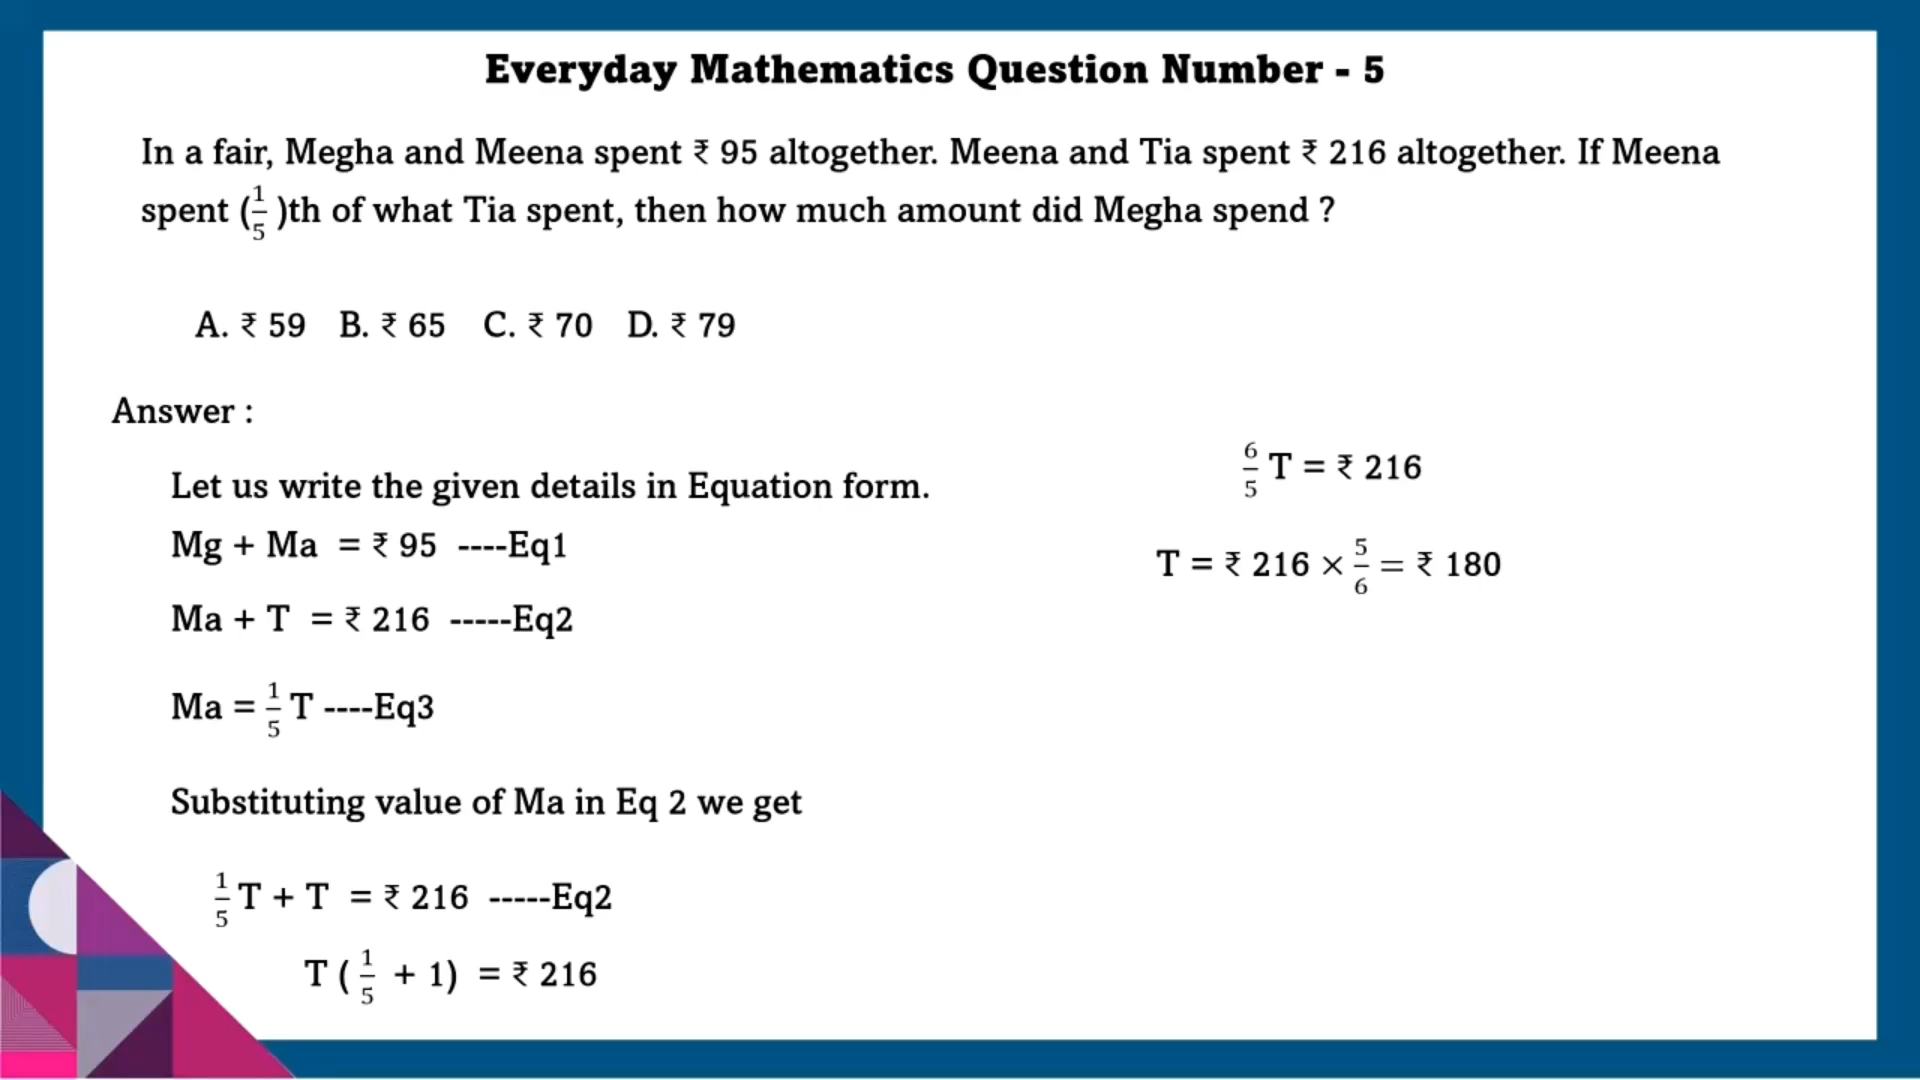 Everyday Mathematics Question Number - 5
In a fair, Megha and Meena spent ₹ 95 altogether. Meena and Tia spent ₹ 216 altogether. If Meena
spent (1/5 )th of what Tia spent, then how much amount did Megha spend ?
A. ₹ 59 B. ₹ 65 C. ₹ 70 D. ₹ 79
Answer :
Let us write the given details in Equation form.
Mg + Ma = ₹ 95 ----Eq1
Ma + T = ₹ 216 -----Eq2
Ma = 1/5 T ----Eq3
Substituting value of Ma in Eq 2 we get
1/5 T + T = ₹ 216 -----Eq2
T ( 1/5 + 1) = ₹ 216
6/5 T = ₹ 216
T = ₹ 216 × 5/6 = ₹ 180